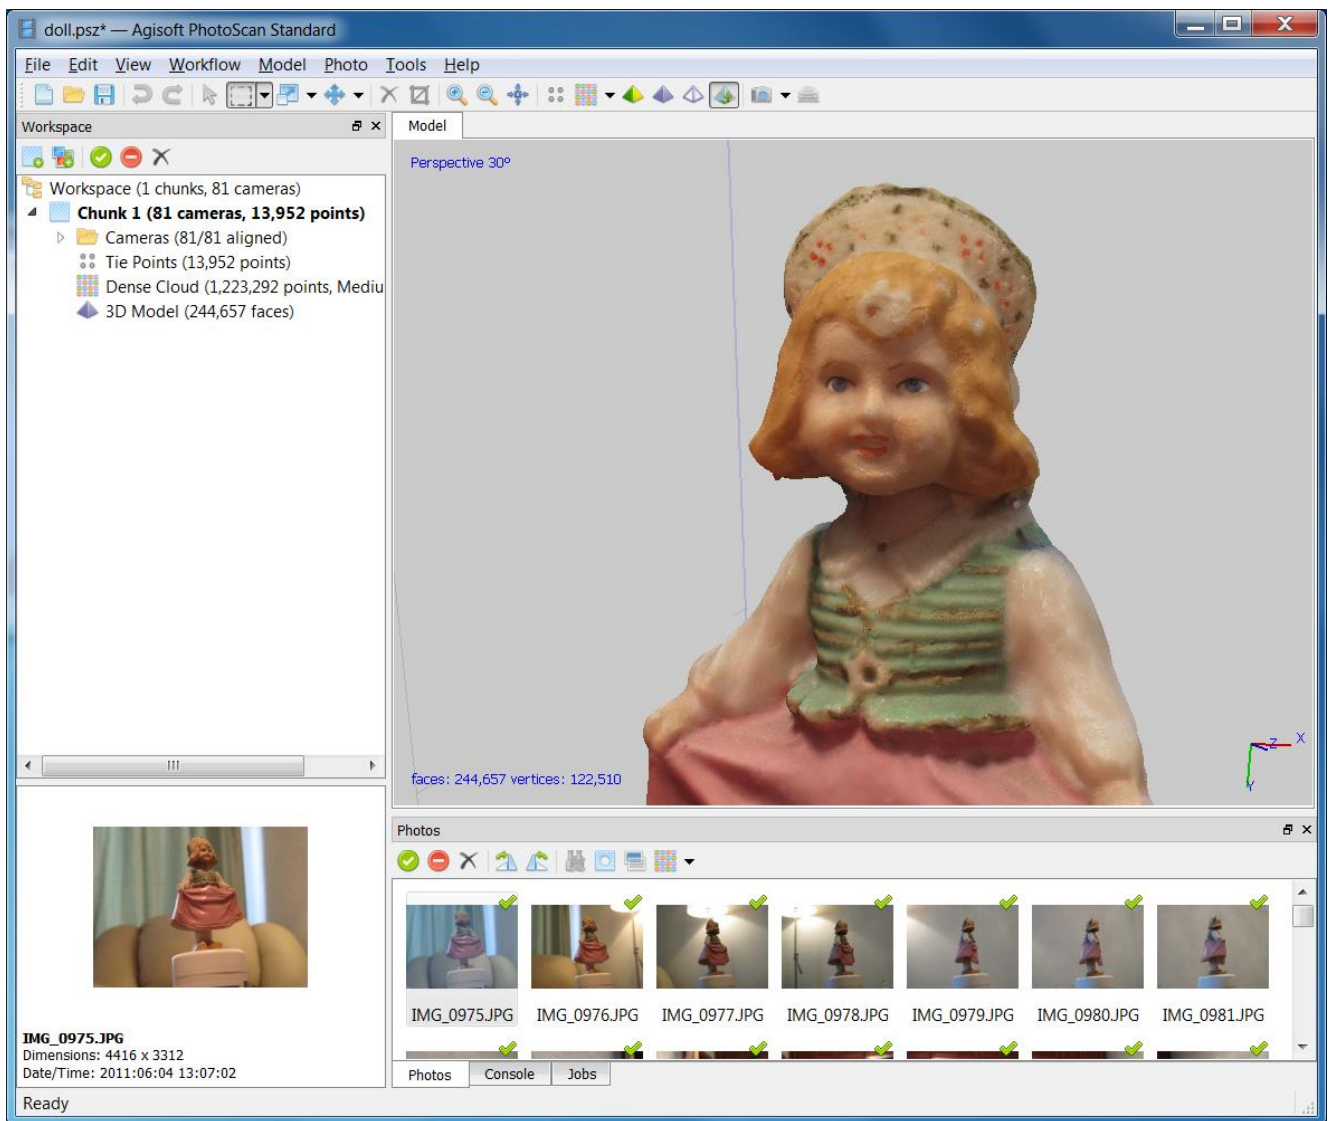 doll.psz* — Agisoft PhotoScan Standard
File Edit View Workflow Model Photo Tools Help
Workspace
Workspace (1 chunks, 81 cameras)
Chunk 1 (81 cameras, 13,952 points)
Cameras (81/81 aligned)
Tie Points (13,952 points)
Dense Cloud (1,223,292 points, Mediu
3D Model (244,657 faces)
IMG_0975.JPG
Dimensions: 4416 x 3312
Date/Time: 2011:06:04 13:07:02
Model
Perspective 30º
X
Z
Y
faces: 244,657 vertices: 122,510
Photos
IMG_0975.JPG IMG_0976.JPG IMG_0977.JPG IMG_0978.JPG IMG_0979.JPG IMG_0980.JPG IMG_0981.JPG
Photos Console Jobs
Ready